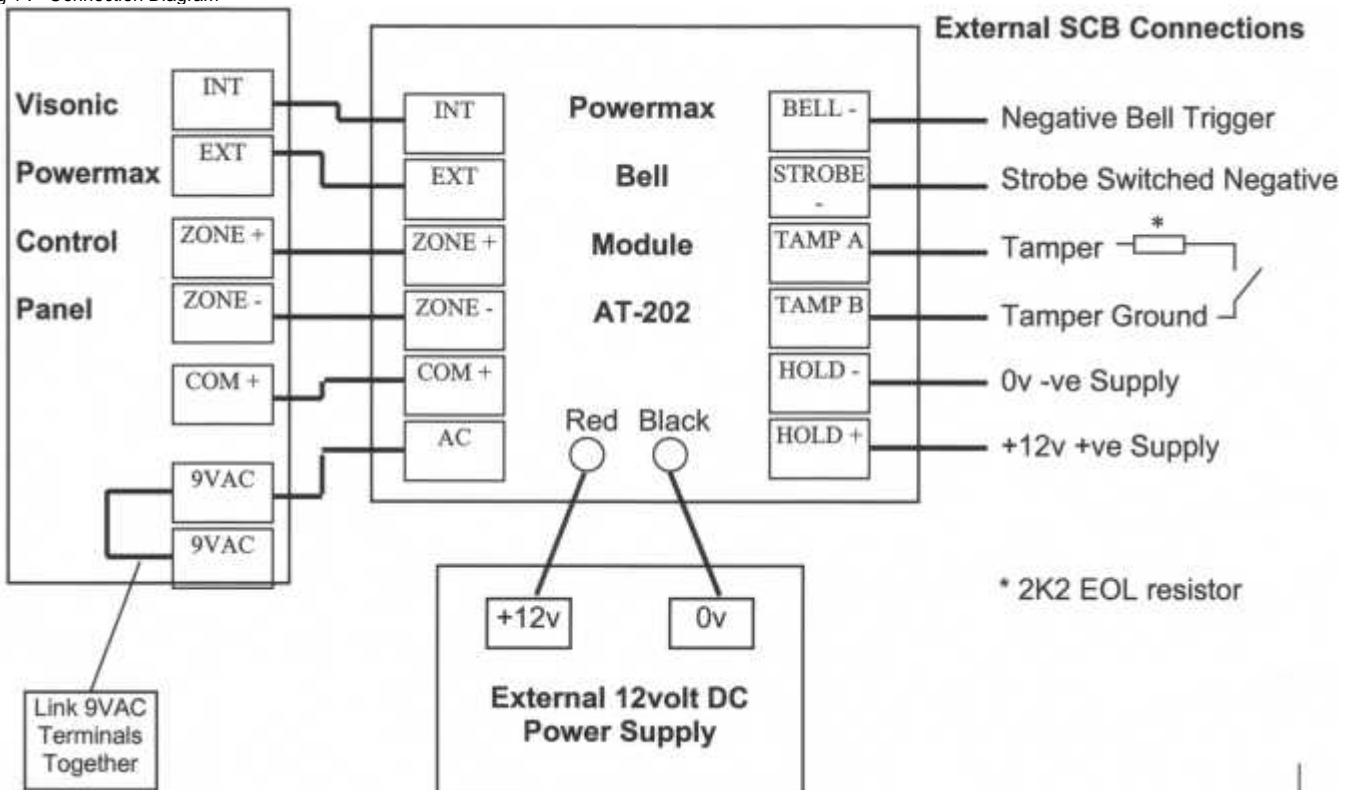 Connection Diagram
External SCB Connections
Visonic
Powermax
Control
Panel
INT
EXT
ZONE +
ZONE -
COM +
9VAC
9VAC
INT
EXT
ZONE +
ZONE -
COM +
AC
Powermax
Bell
Module
AT-202
Red Black
BELL -
STROBE
-
TAMP A
TAMP B
HOLD -
HOLD +
Negative Bell Trigger
Strobe Switched Negative
*
Tamper
Tamper Ground
0v -ve Supply
+12v +ve Supply
* 2K2 EOL resistor
+12v
0v
External 12volt DC
Power Supply
Link 9VAC
Terminals
Together